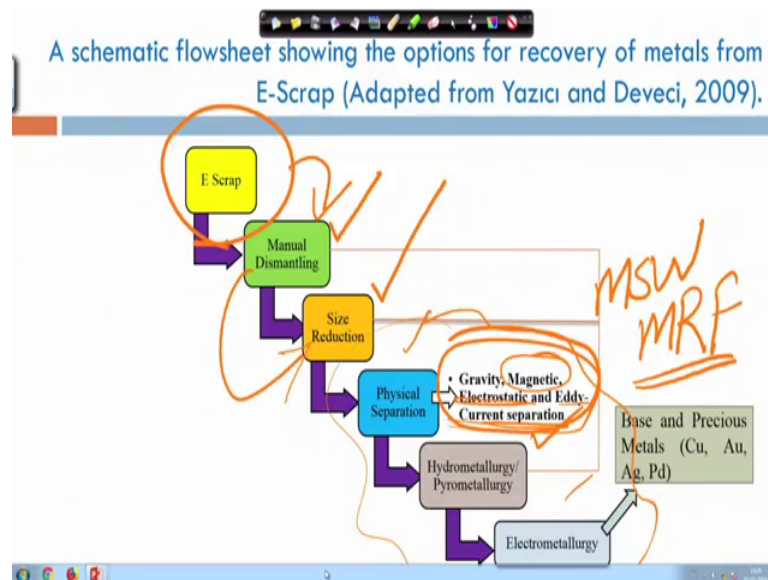 A schematic flowsheet showing the options for recovery of metals from
E-Scrap (Adapted from Yazıcı and Deveci, 2009).
E Scrap
Manual
Dismantling
Size
Reduction
Physical
Separation
• Gravity, Magnetic,
Electrostatic and Eddy-
Current separation
MSW
MRF
Base and Precious
Metals (Cu, Au,
Ag, Pd)
Hydrometallurgy/
Pyrometallurgy
Electrometallurgy